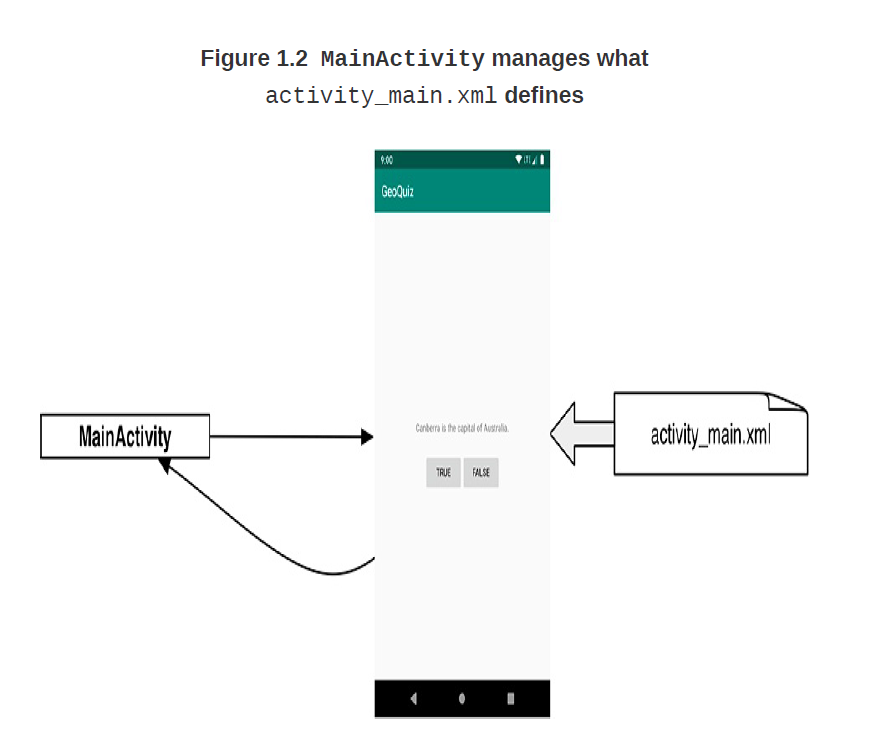 Figure 1.2 MainActivity manages what
activity_main.xml defines
9:00
GeoQuiz
MainActivity
Canberra is the capital of Australia.
TRUE FALSE
activity_main.xml